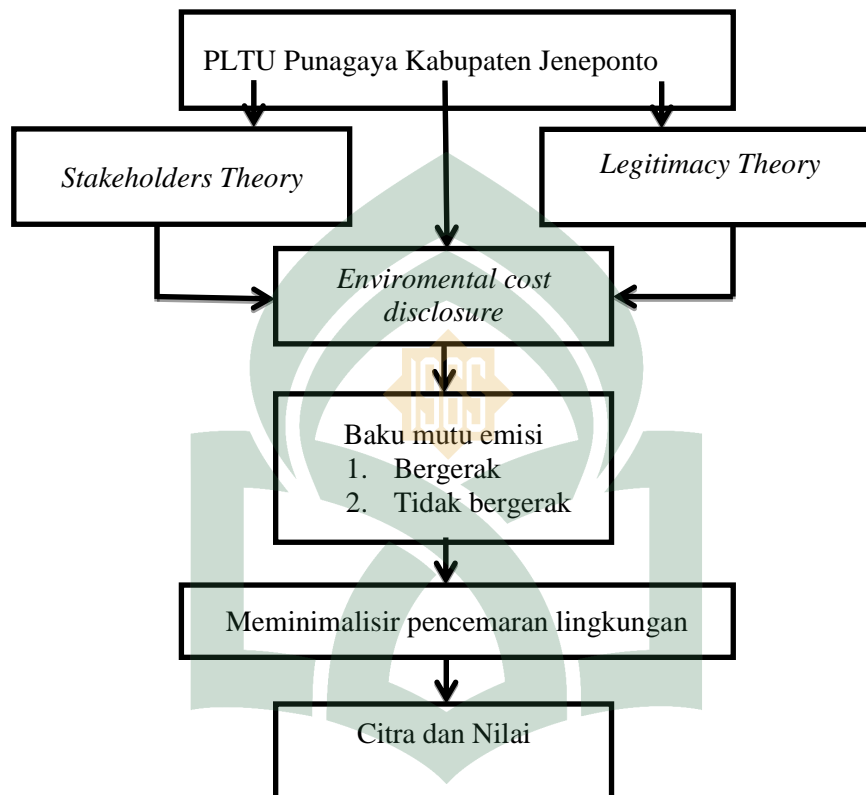 PLTU Punagaya Kabupaten Jeneponto
Stakeholders Theory
Legitimacy Theory
Enviromental cost
disclosure
Baku mutu emisi
1. Bergerak
2. Tidak bergerak
Meminimalisir pencemaran lingkungan
Citra dan Nilai